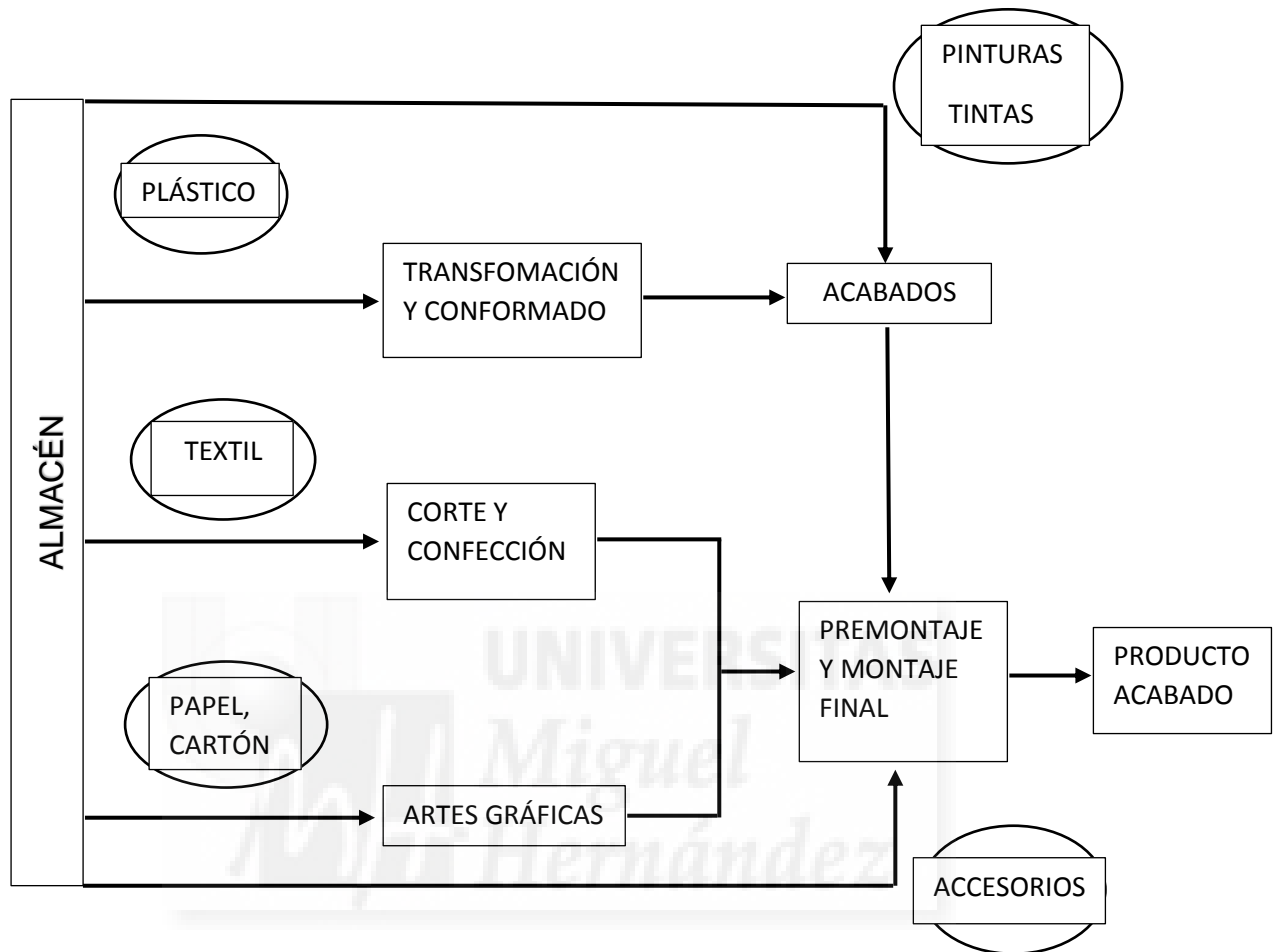 PINTURAS
TINTAS
PLÁSTICO
TRANSFOMACIÓN
Y CONFORMADO
ACABADOS
ALMACÉN
TEXTIL
CORTE Y
CONFECCIÓN
PREMONTAJE
Y MONTAJE
FINAL
PRODUCTO
ACABADO
PAPEL,
CARTÓN
ARTES GRÁFICAS
ACCESORIOS
UNIVERSITAS
Miguel
Hernández